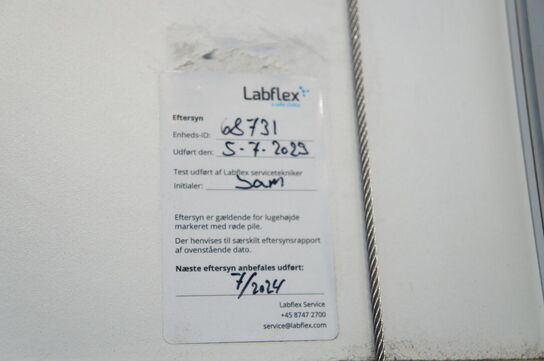 Labflex
a safe choice
Eftersyn
Enheds-ID: 68731
Udført den: 5-7-2023
Test udført af Labflex servicetekniker
Initialer: Sam
Eftersyn er gældende for lugehøjde
markeret med røde pile.
Der henvises til særskilt eftersynsrapport
af ovenstående dato.
Næste eftersyn anbefales udført:
7/2024
Labflex Service
+45 8747 2700
service@labflex.com